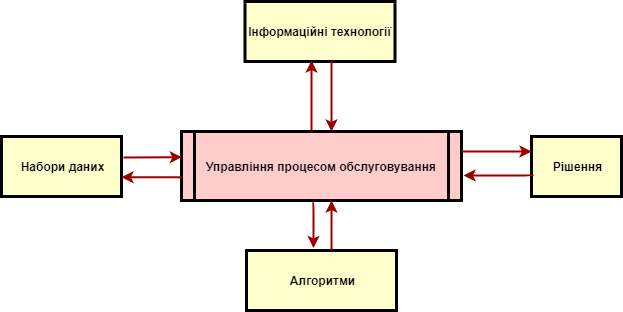 Інформаційні технології
Набори даних
Управління процесом обслуговування
Рішення
Алгоритми